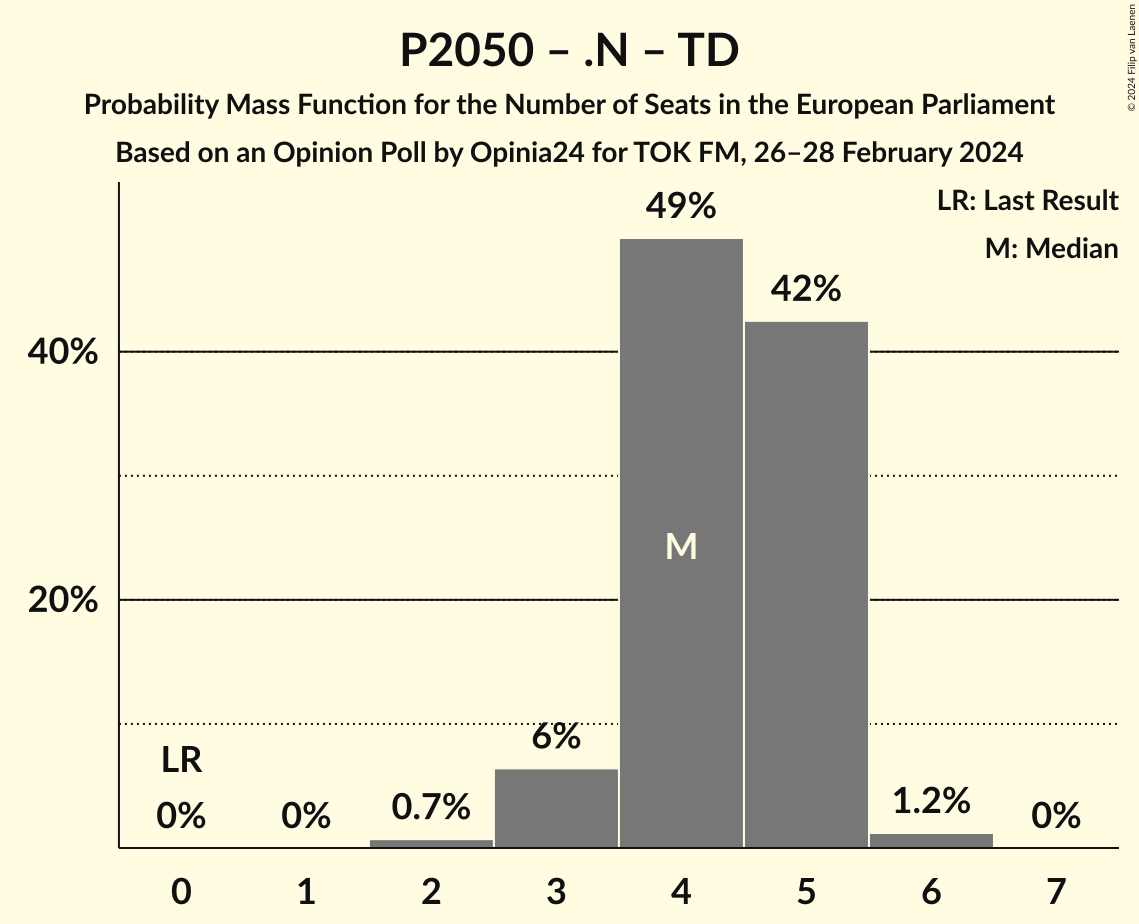 P2050 – .N – TD
Probability Mass Function for the Number of Seats in the European Parliament
Based on an Opinion Poll by Opinia24 for TOK FM, 26–28 February 2024
© 2024 Filip van Laenen
LR: Last Result
M: Median
49%
42%
40%
M
20%
6%
LR
0%
0%
0.7%
1.2%
0%
0 1 2 3 4 5 6 7